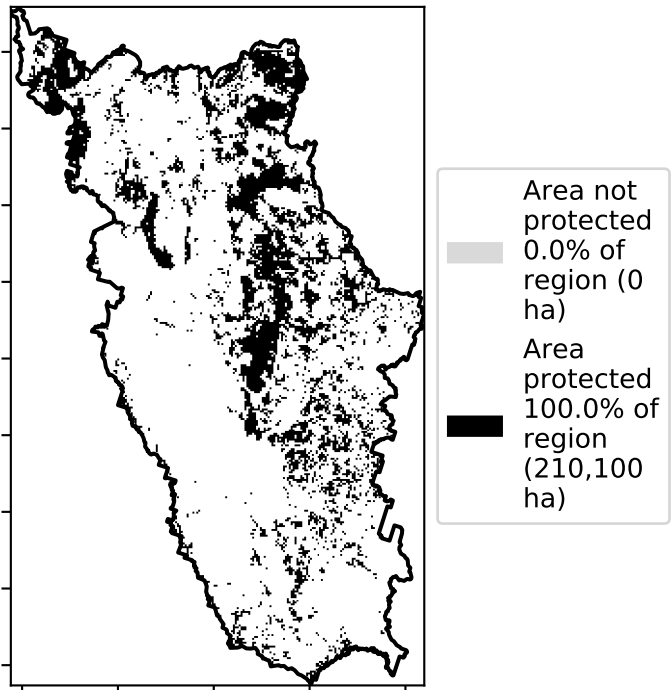 Area not
protected
0.0% of
region (0
ha)
Area
protected
100.0% of
region
(210,100
ha)